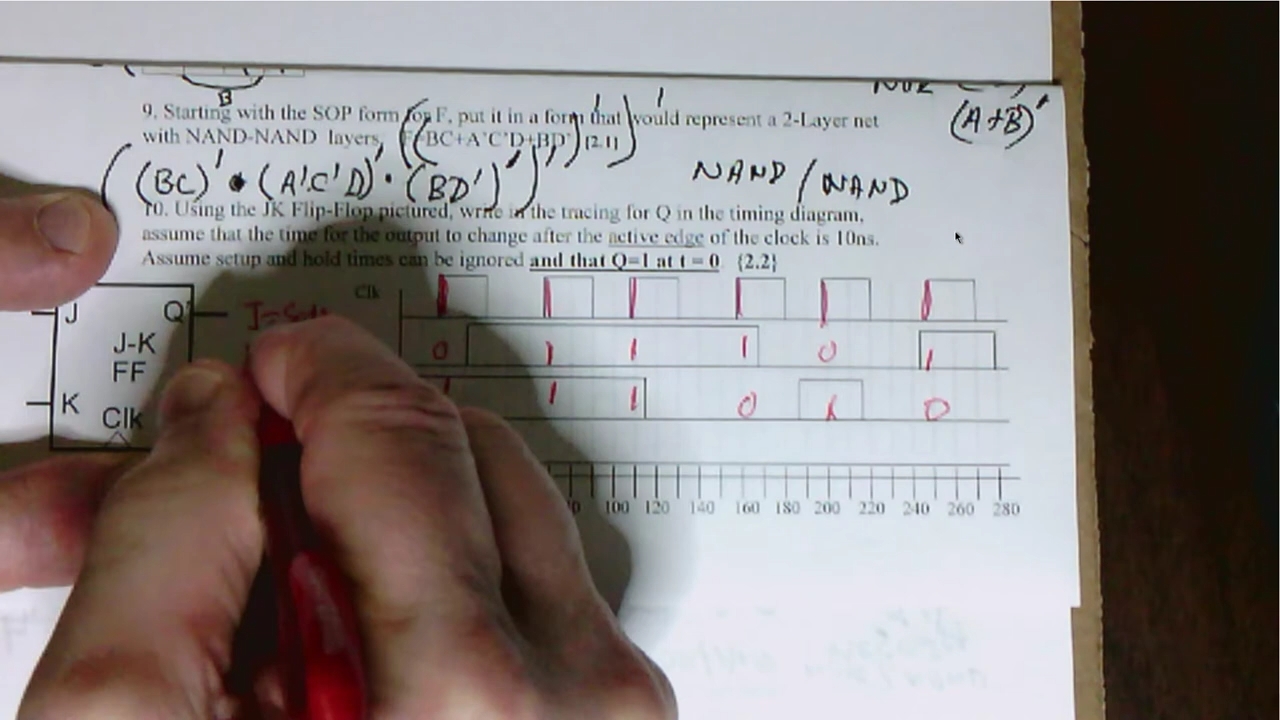 B
(A+B)'
9. Starting with the SOP form for F, put it in a form that would represent a 2-Layer net
with NAND-NAND layers. F=BC+A'C'D+BD' [2.1]
((BC)' • (A'C'D)' • (BD')')'
NAND / NAND
10. Using the JK Flip-Flop pictured, write in the tracing for Q in the timing diagram,
assume that the time for the output to change after the active edge of the clock is 10ns.
Assume setup and hold times can be ignored and that Q=1 at t = 0 {2.2}
Clk
J Q'
J-K
FF
K
Clk
0 1 1 1 0 1
1 1 1 0 1 0
100 120 140 160 180 200 220 240 260 280